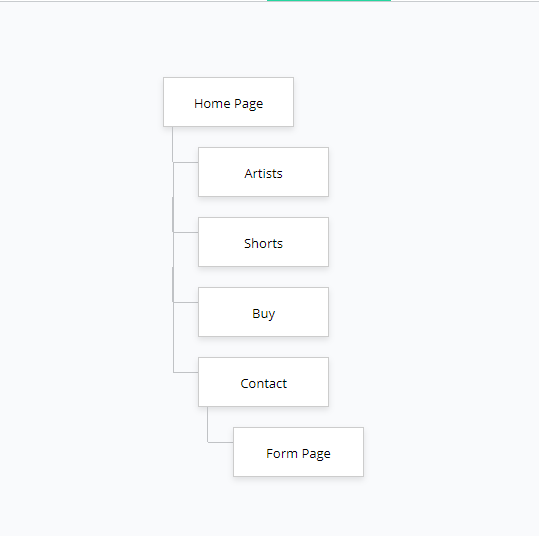 Home Page
Artists
Shorts
Buy
Contact
Form Page